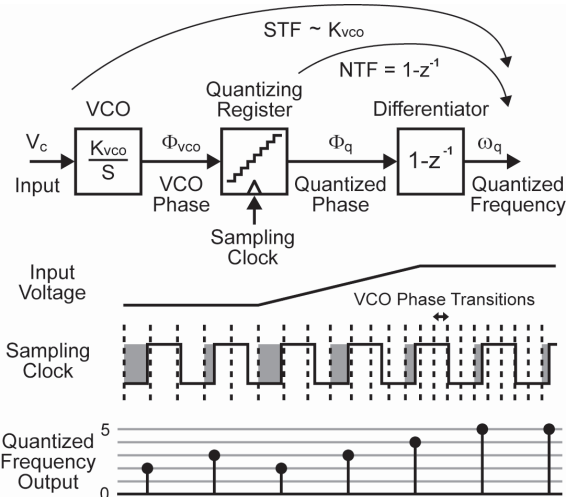 STF ~ Kvco
NTF = 1-z⁻¹
Quantizing
Register
VCO
Differentiator
Vc
Kvco
S
Φvco
Φq
1-z⁻¹
ωq
Input
VCO
Phase
Quantized
Phase
Quantized
Frequency
Sampling
Clock
Input
Voltage
VCO Phase Transitions
Sampling
Clock
Quantized
Frequency
Output
5
0